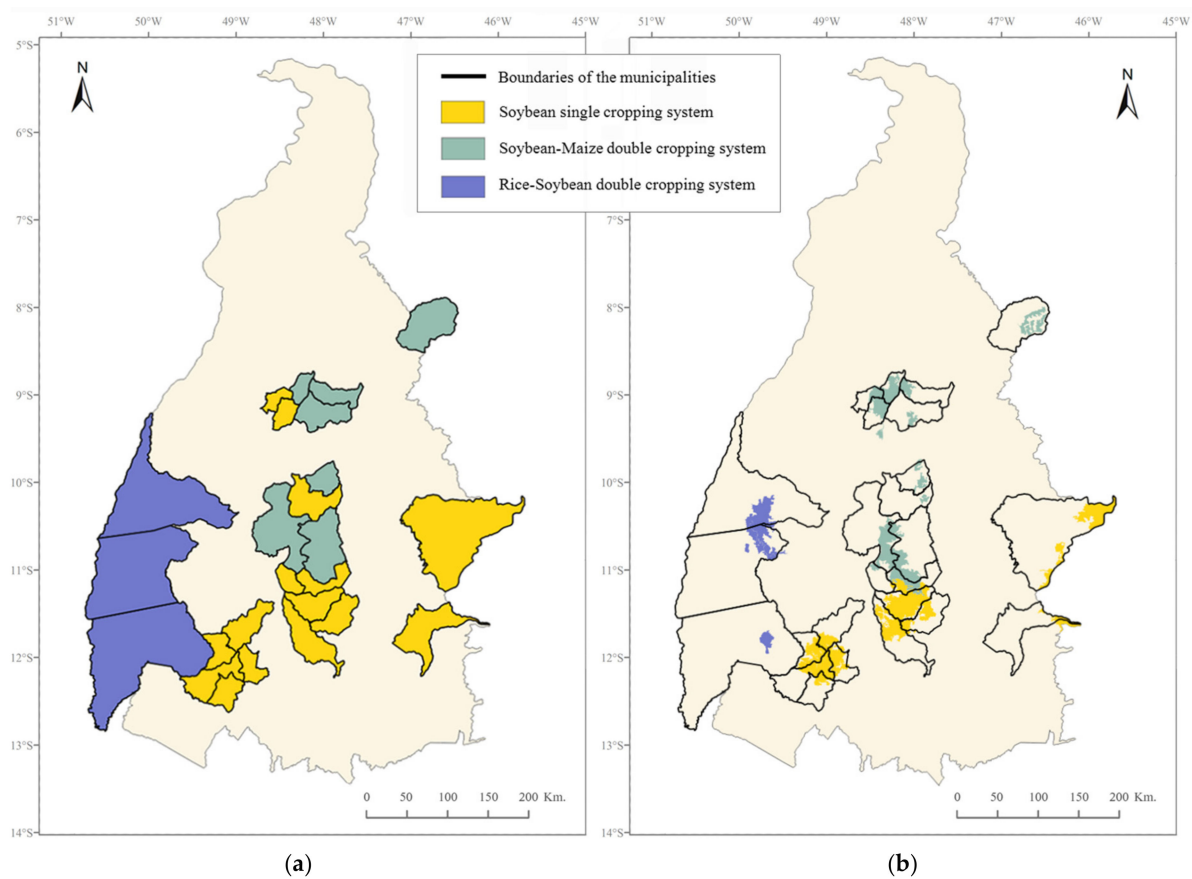 51°W 50°W 49°W 48°W 47°W 46°W 45°W
51°W 50°W 49°W 48°W 47°W 46°W 45°W
5°S
6°S
7°S
8°S
9°S
10°S
11°S
12°S
13°S
14°S
5°S
6°S
7°S
8°S
9°S
10°S
11°S
12°S
13°S
14°S
N
N
Boundaries of the municipalities
Soybean single cropping system
Soybean-Maize double cropping system
Rice-Soybean double cropping system
0 50 100 150 200 Km.
0 50 100 150 200 Km.
(a)
(b)